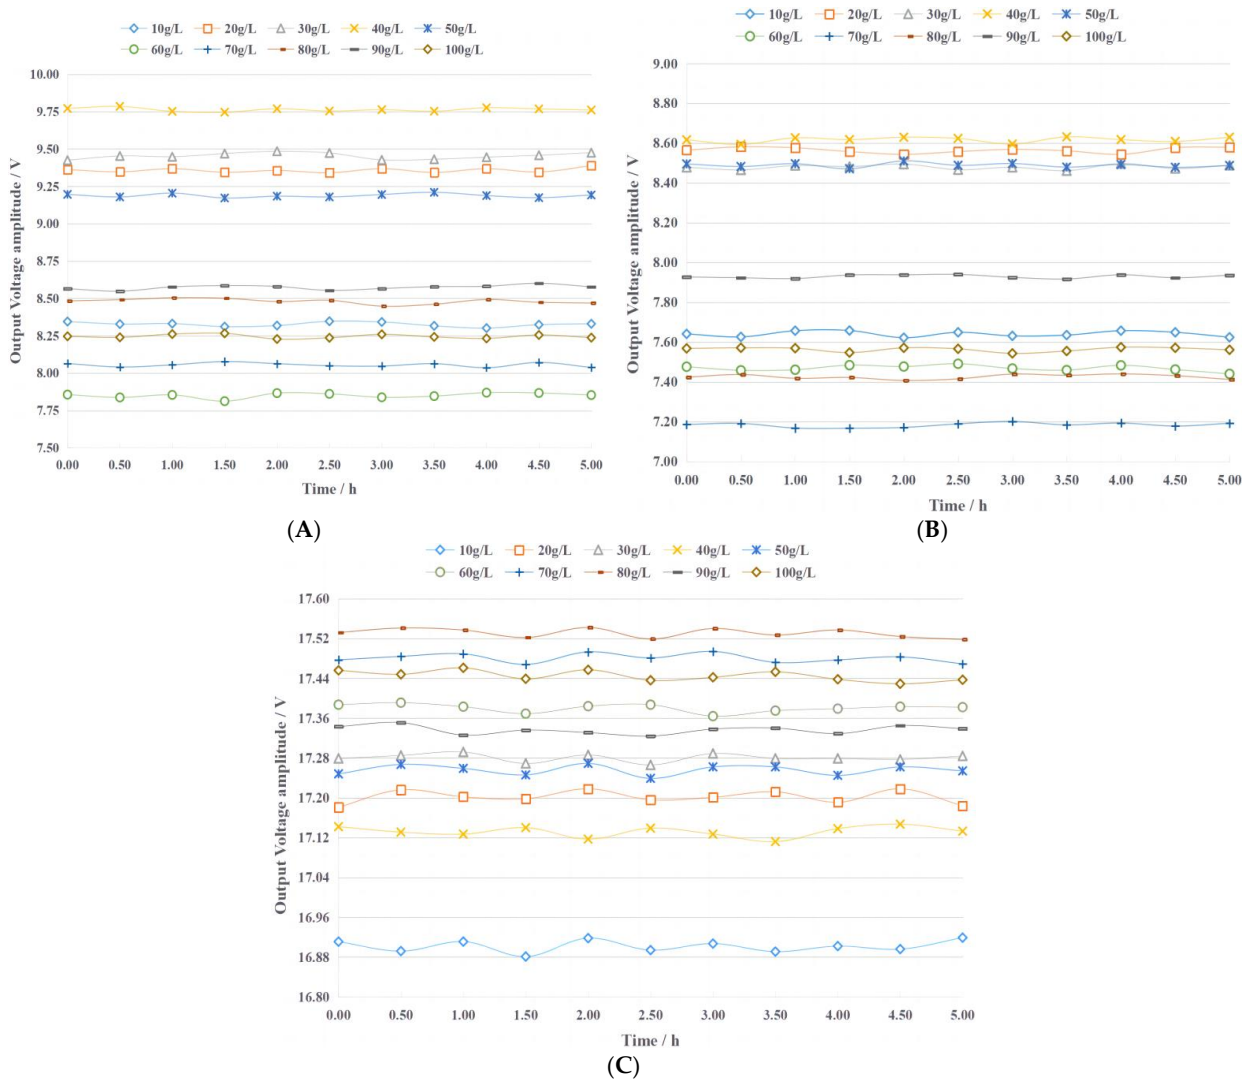 10g/L 20g/L 30g/L 40g/L 50g/L
60g/L 70g/L 80g/L 90g/L 100g/L
Output Voltage amplitude / V
10.00
9.75
9.50
9.25
9.00
8.75
8.50
8.25
8.00
7.75
7.50
0.00 0.50 1.00 1.50 2.00 2.50 3.00 3.50 4.00 4.50 5.00
Time / h
(A)
10g/L 20g/L 30g/L 40g/L 50g/L
60g/L 70g/L 80g/L 90g/L 100g/L
Output Voltage amplitude / V
9.00
8.80
8.60
8.40
8.20
8.00
7.80
7.60
7.40
7.20
7.00
0.00 0.50 1.00 1.50 2.00 2.50 3.00 3.50 4.00 4.50 5.00
Time / h
(B)
10g/L 20g/L 30g/L 40g/L 50g/L
60g/L 70g/L 80g/L 90g/L 100g/L
Output Voltage amplitude / V
17.60
17.52
17.44
17.36
17.28
17.20
17.12
17.04
16.96
16.88
16.80
0.00 0.50 1.00 1.50 2.00 2.50 3.00 3.50 4.00 4.50 5.00
Time / h
(C)